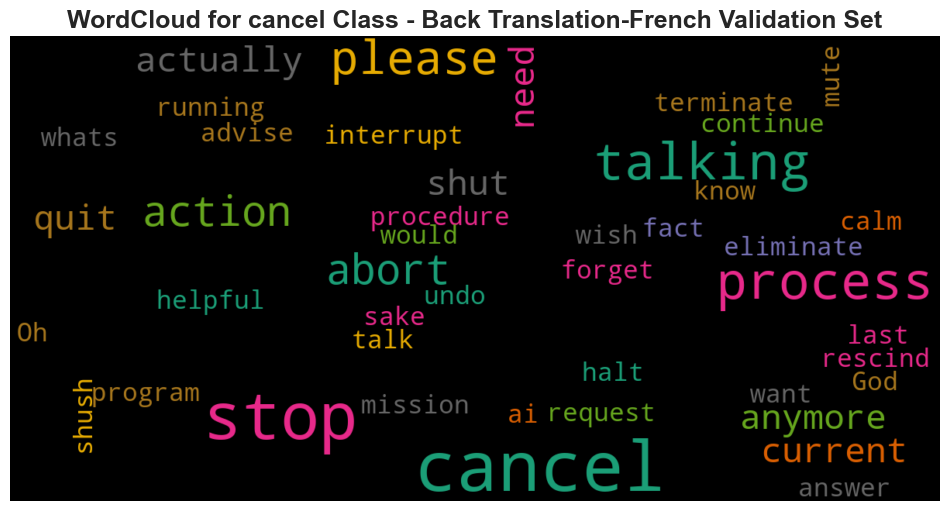 WordCloud for cancel Class - Back Translation-French Validation Set
actually
please
need
mute
running
terminate
whats
advise
interrupt
continue
talking
shut
know
quit
action
procedure
would
wish
fact
calm
eliminate
abort
forget
process
helpful
undo
sake
Oh
talk
last
rescind
halt
God
shush
program
mission
want
stop
ai
request
anymore
cancel
current
answer